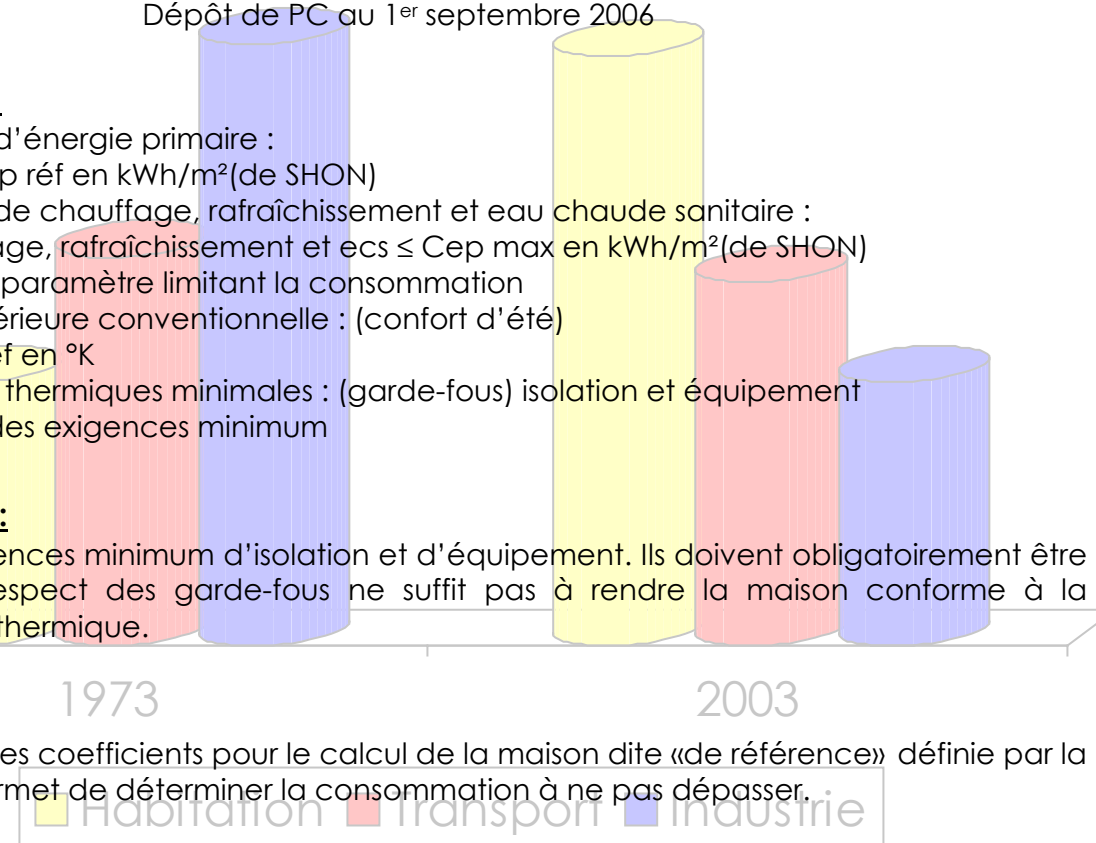 Dépôt de PC au 1er septembre 2006
d’énergie primaire :
p réf en kWh/m²(de SHON)
de chauffage, rafraîchissement et eau chaude sanitaire :
age, rafraîchissement et ecs ≤ Cep max en kWh/m²(de SHON)
paramètre limitant la consommation
érieure conventionnelle : (confort d’été)
ef en °K
thermiques minimales : (garde-fous) isolation et équipement
des exigences minimum
:
ences minimum d’isolation et d’équipement. Ils doivent obligatoirement être
espect des garde-fous ne suffit pas à rendre la maison conforme à la
thermique.
1973 2003
es coefficients pour le calcul de la maison dite «de référence» définie par la
rmet de déterminer la consommation à ne pas dépasser.
Habitation Transport Industrie